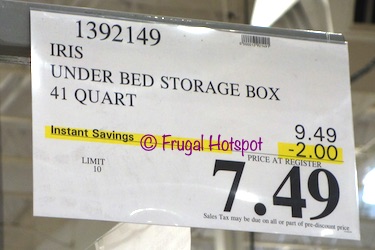 1392149
IRIS
UNDER BED STORAGE BOX
41 QUART
9.49
Instant Savings -2.00
© Frugal Hotspot
LIMIT PRICE AT REGISTER
10
7.49
Sales Tax may be due on all or part of pre-discount price